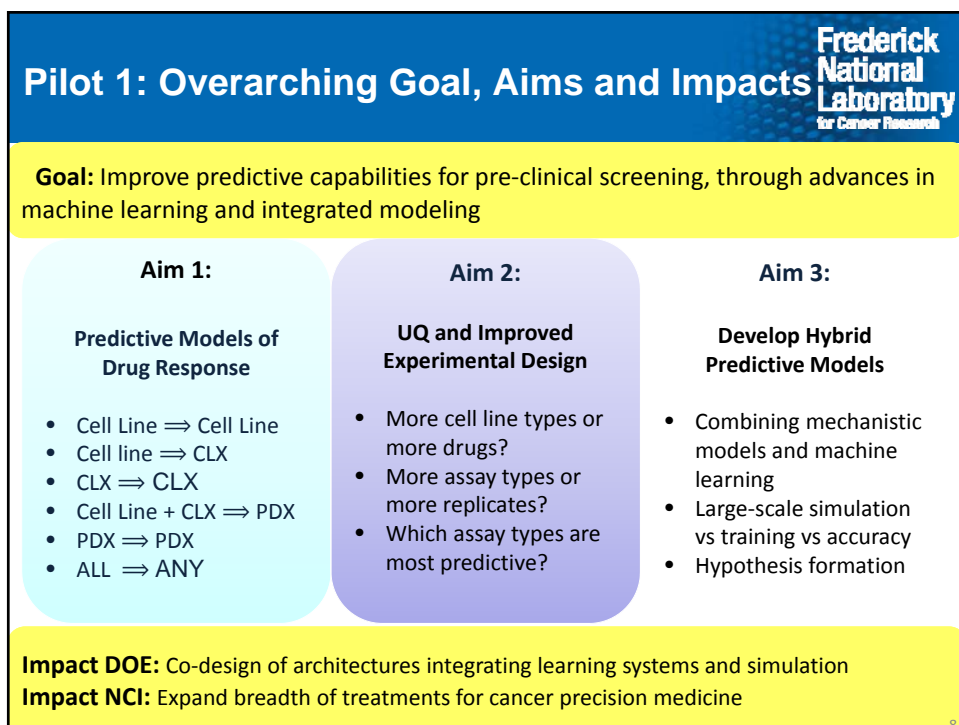 Pilot 1: Overarching Goal, Aims and Impacts
Frederick
National
Laboratory
for Cancer Research
Goal: Improve predictive capabilities for pre-clinical screening, through advances in
machine learning and integrated modeling
Aim 1:
Predictive Models of
Drug Response
• Cell Line ⟹ Cell Line
• Cell line ⟹ CLX
• CLX ⟹ CLX
• Cell Line + CLX ⟹ PDX
• PDX ⟹ PDX
• ALL ⟹ ANY
Aim 2:
UQ and Improved
Experimental Design
• More cell line types or
more drugs?
• More assay types or
more replicates?
• Which assay types are
most predictive?
Aim 3:
Develop Hybrid
Predictive Models
• Combining mechanistic
models and machine
learning
• Large-scale simulation
vs training vs accuracy
• Hypothesis formation
Impact DOE: Co-design of architectures integrating learning systems and simulation
Impact NCI: Expand breadth of treatments for cancer precision medicine
8